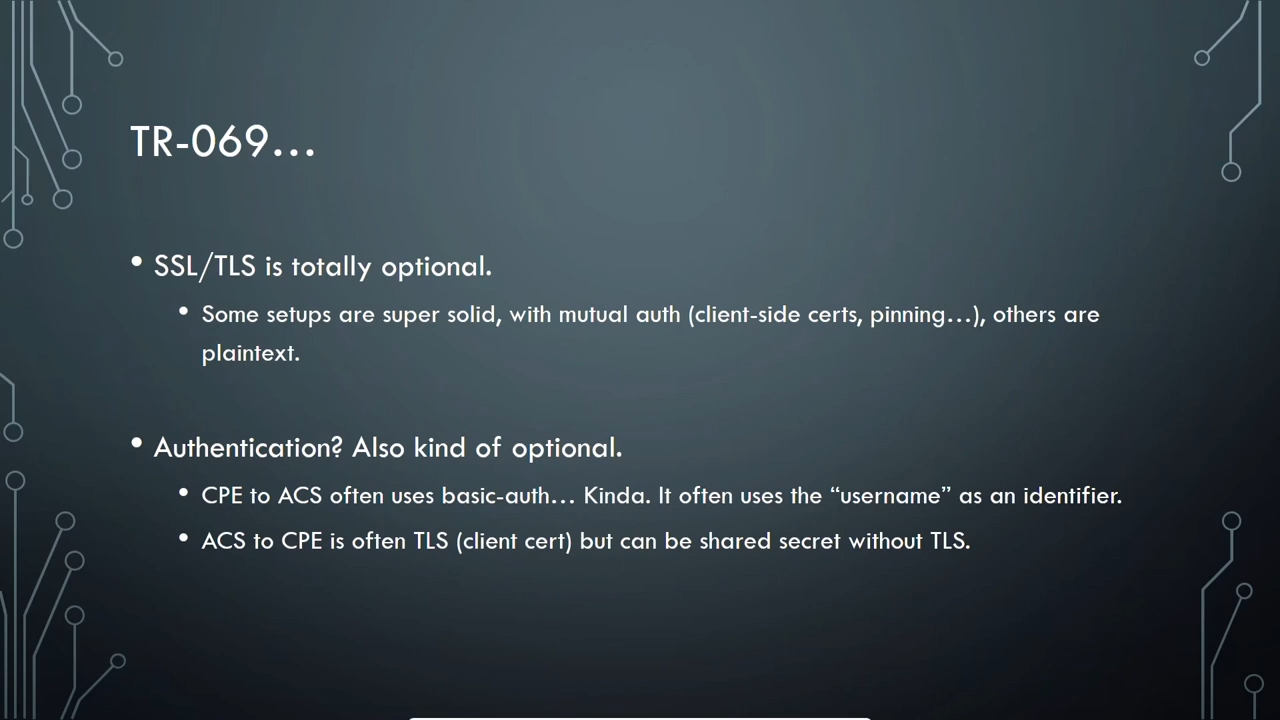 TR-069...
• SSL/TLS is totally optional.
• Some setups are super solid, with mutual auth (client-side certs, pinning...), others are
plaintext.
• Authentication? Also kind of optional.
• CPE to ACS often uses basic-auth... Kinda. It often uses the “username” as an identifier.
• ACS to CPE is often TLS (client cert) but can be shared secret without TLS.